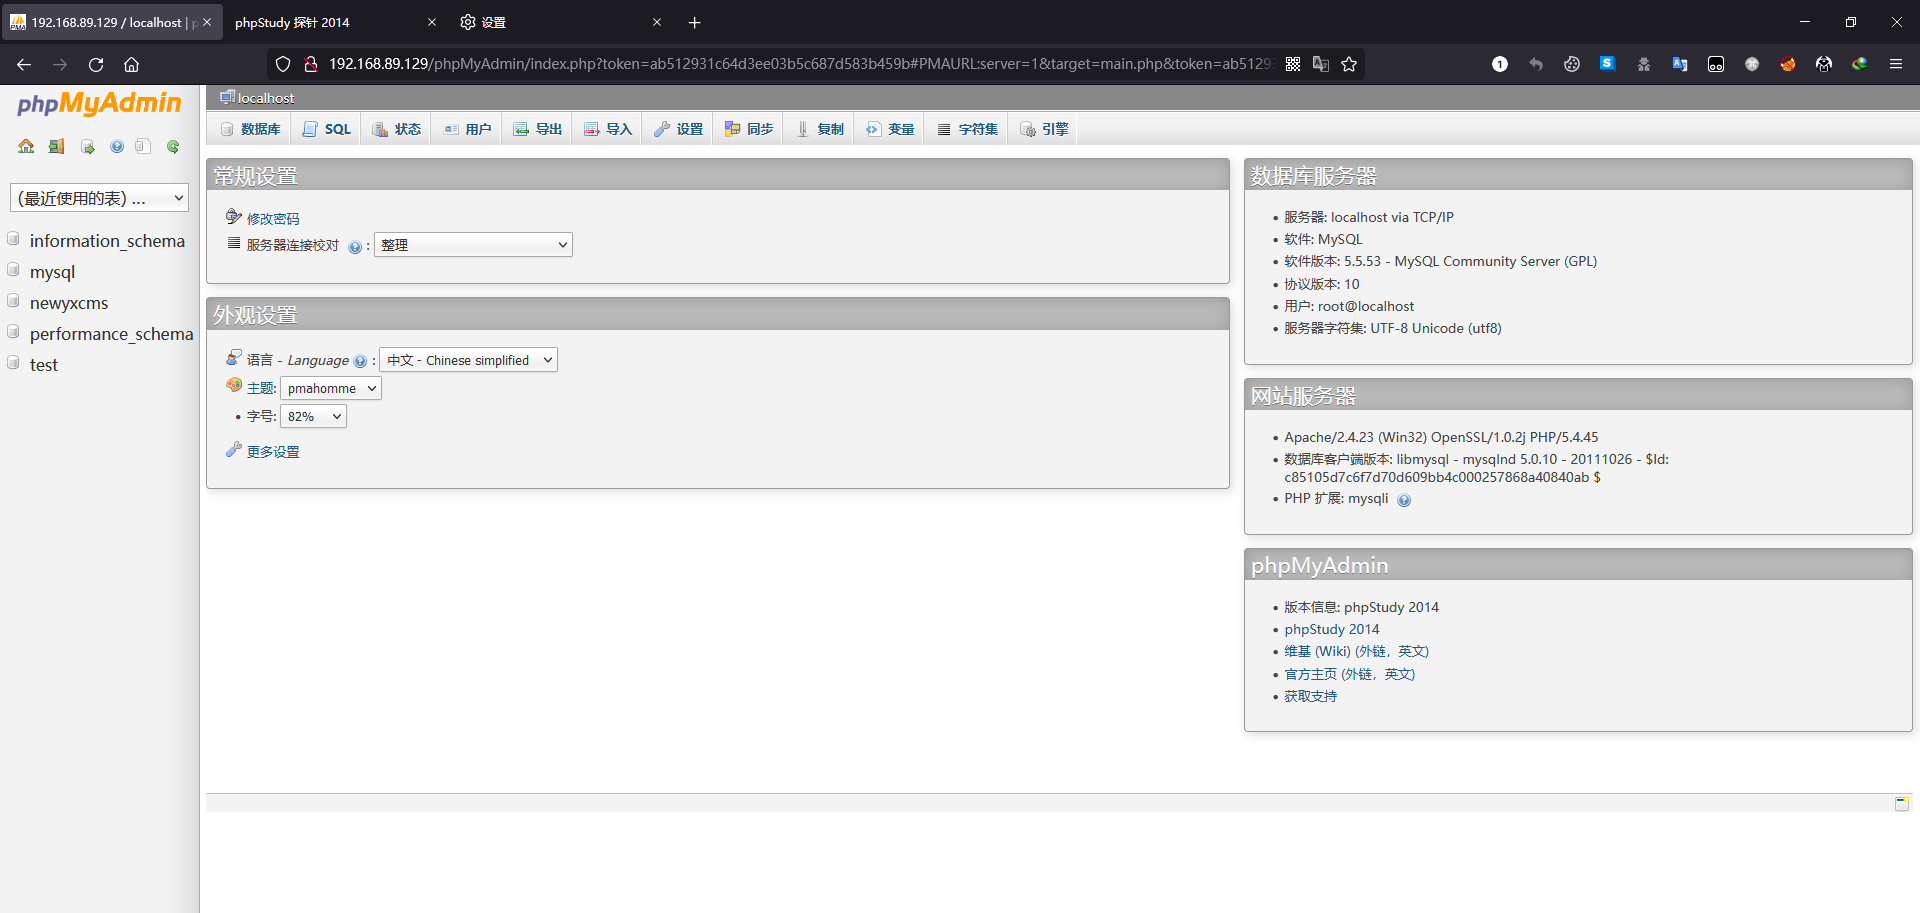 192.168.89.129 / localhost | p
phpStudy 探针 2014
设置
192.168.89.129/phpMyAdmin/index.php?token=ab512931c64d3ee03b5c687d583b459b#PMAURL:server=1&target=main.php&token=ab5129
phpMyAdmin
(最近使用的表) ...
information_schema
mysql
newyxcms
performance_schema
test
localhost
数据库
SQL
状态
用户
导出
导入
设置
同步
复制
变量
字符集
引擎
常规设置
修改密码
服务器连接校对 : 整理
外观设置
语言 - Language : 中文 - Chinese simplified
主题: pmahomme
字号: 82%
更多设置
数据库服务器
服务器: localhost via TCP/IP
软件: MySQL
软件版本: 5.5.53 - MySQL Community Server (GPL)
协议版本: 10
用户: root@localhost
服务器字符集: UTF-8 Unicode (utf8)
网站服务器
Apache/2.4.23 (Win32) OpenSSL/1.0.2j PHP/5.4.45
数据库客户端版本: libmysql - mysqlnd 5.0.10 - 20111026 - $Id:
c85105d7c6f7d70d609bb4c000257868a40840ab $
PHP 扩展: mysqli
phpMyAdmin
版本信息: phpStudy 2014
phpStudy 2014
维基 (Wiki) (外链，英文)
官方主页 (外链，英文)
获取支持